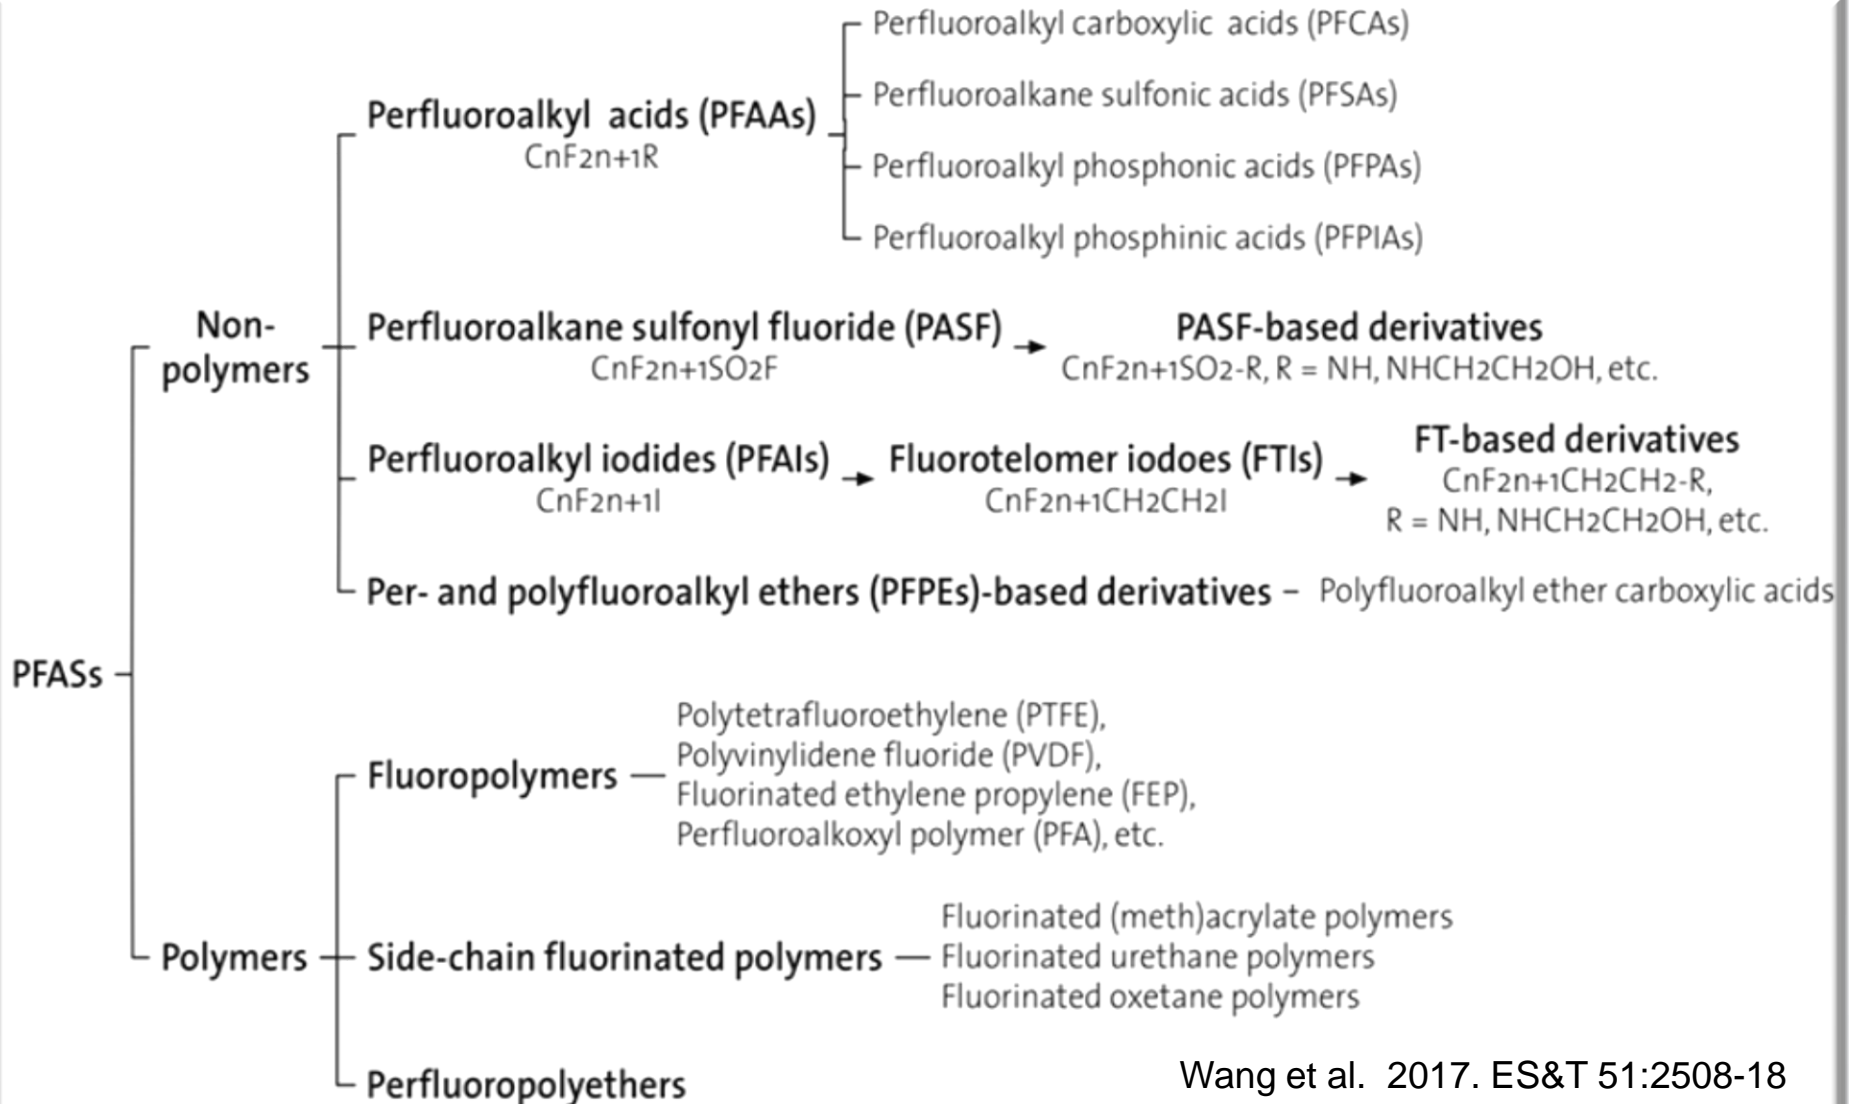 Perfluoroalkyl carboxylic acids (PFCAs)
Perfluoroalkane sulfonic acids (PFSAs)
Perfluoroalkyl acids (PFAAs)
CnF2n+1R
Perfluoroalkyl phosphonic acids (PFPAs)
Perfluoroalkyl phosphinic acids (PFPIAs)
Non-
polymers
Perfluoroalkane sulfonyl fluoride (PASF)
CnF2n+1SO2F
PASF-based derivatives
CnF2n+1SO2-R, R = NH, NHCH2CH2OH, etc.
Perfluoroalkyl iodides (PFAIs)
CnF2n+1I
Fluorotelomer iodoes (FTIs)
CnF2n+1CH2CH2I
FT-based derivatives
CnF2n+1CH2CH2-R,
R = NH, NHCH2CH2OH, etc.
Per- and polyfluoroalkyl ethers (PFPEs)-based derivatives – Polyfluoroalkyl ether carboxylic acids
PFASs
Polytetrafluoroethylene (PTFE),
Polyvinylidene fluoride (PVDF),
Fluoropolymers
Fluorinated ethylene propylene (FEP),
Perfluoroalkoxyl polymer (PFA), etc.
Fluorinated (meth)acrylate polymers
Polymers
Side-chain fluorinated polymers
Fluorinated urethane polymers
Fluorinated oxetane polymers
Perfluoropolyethers
Wang et al. 2017. ES&T 51:2508-18